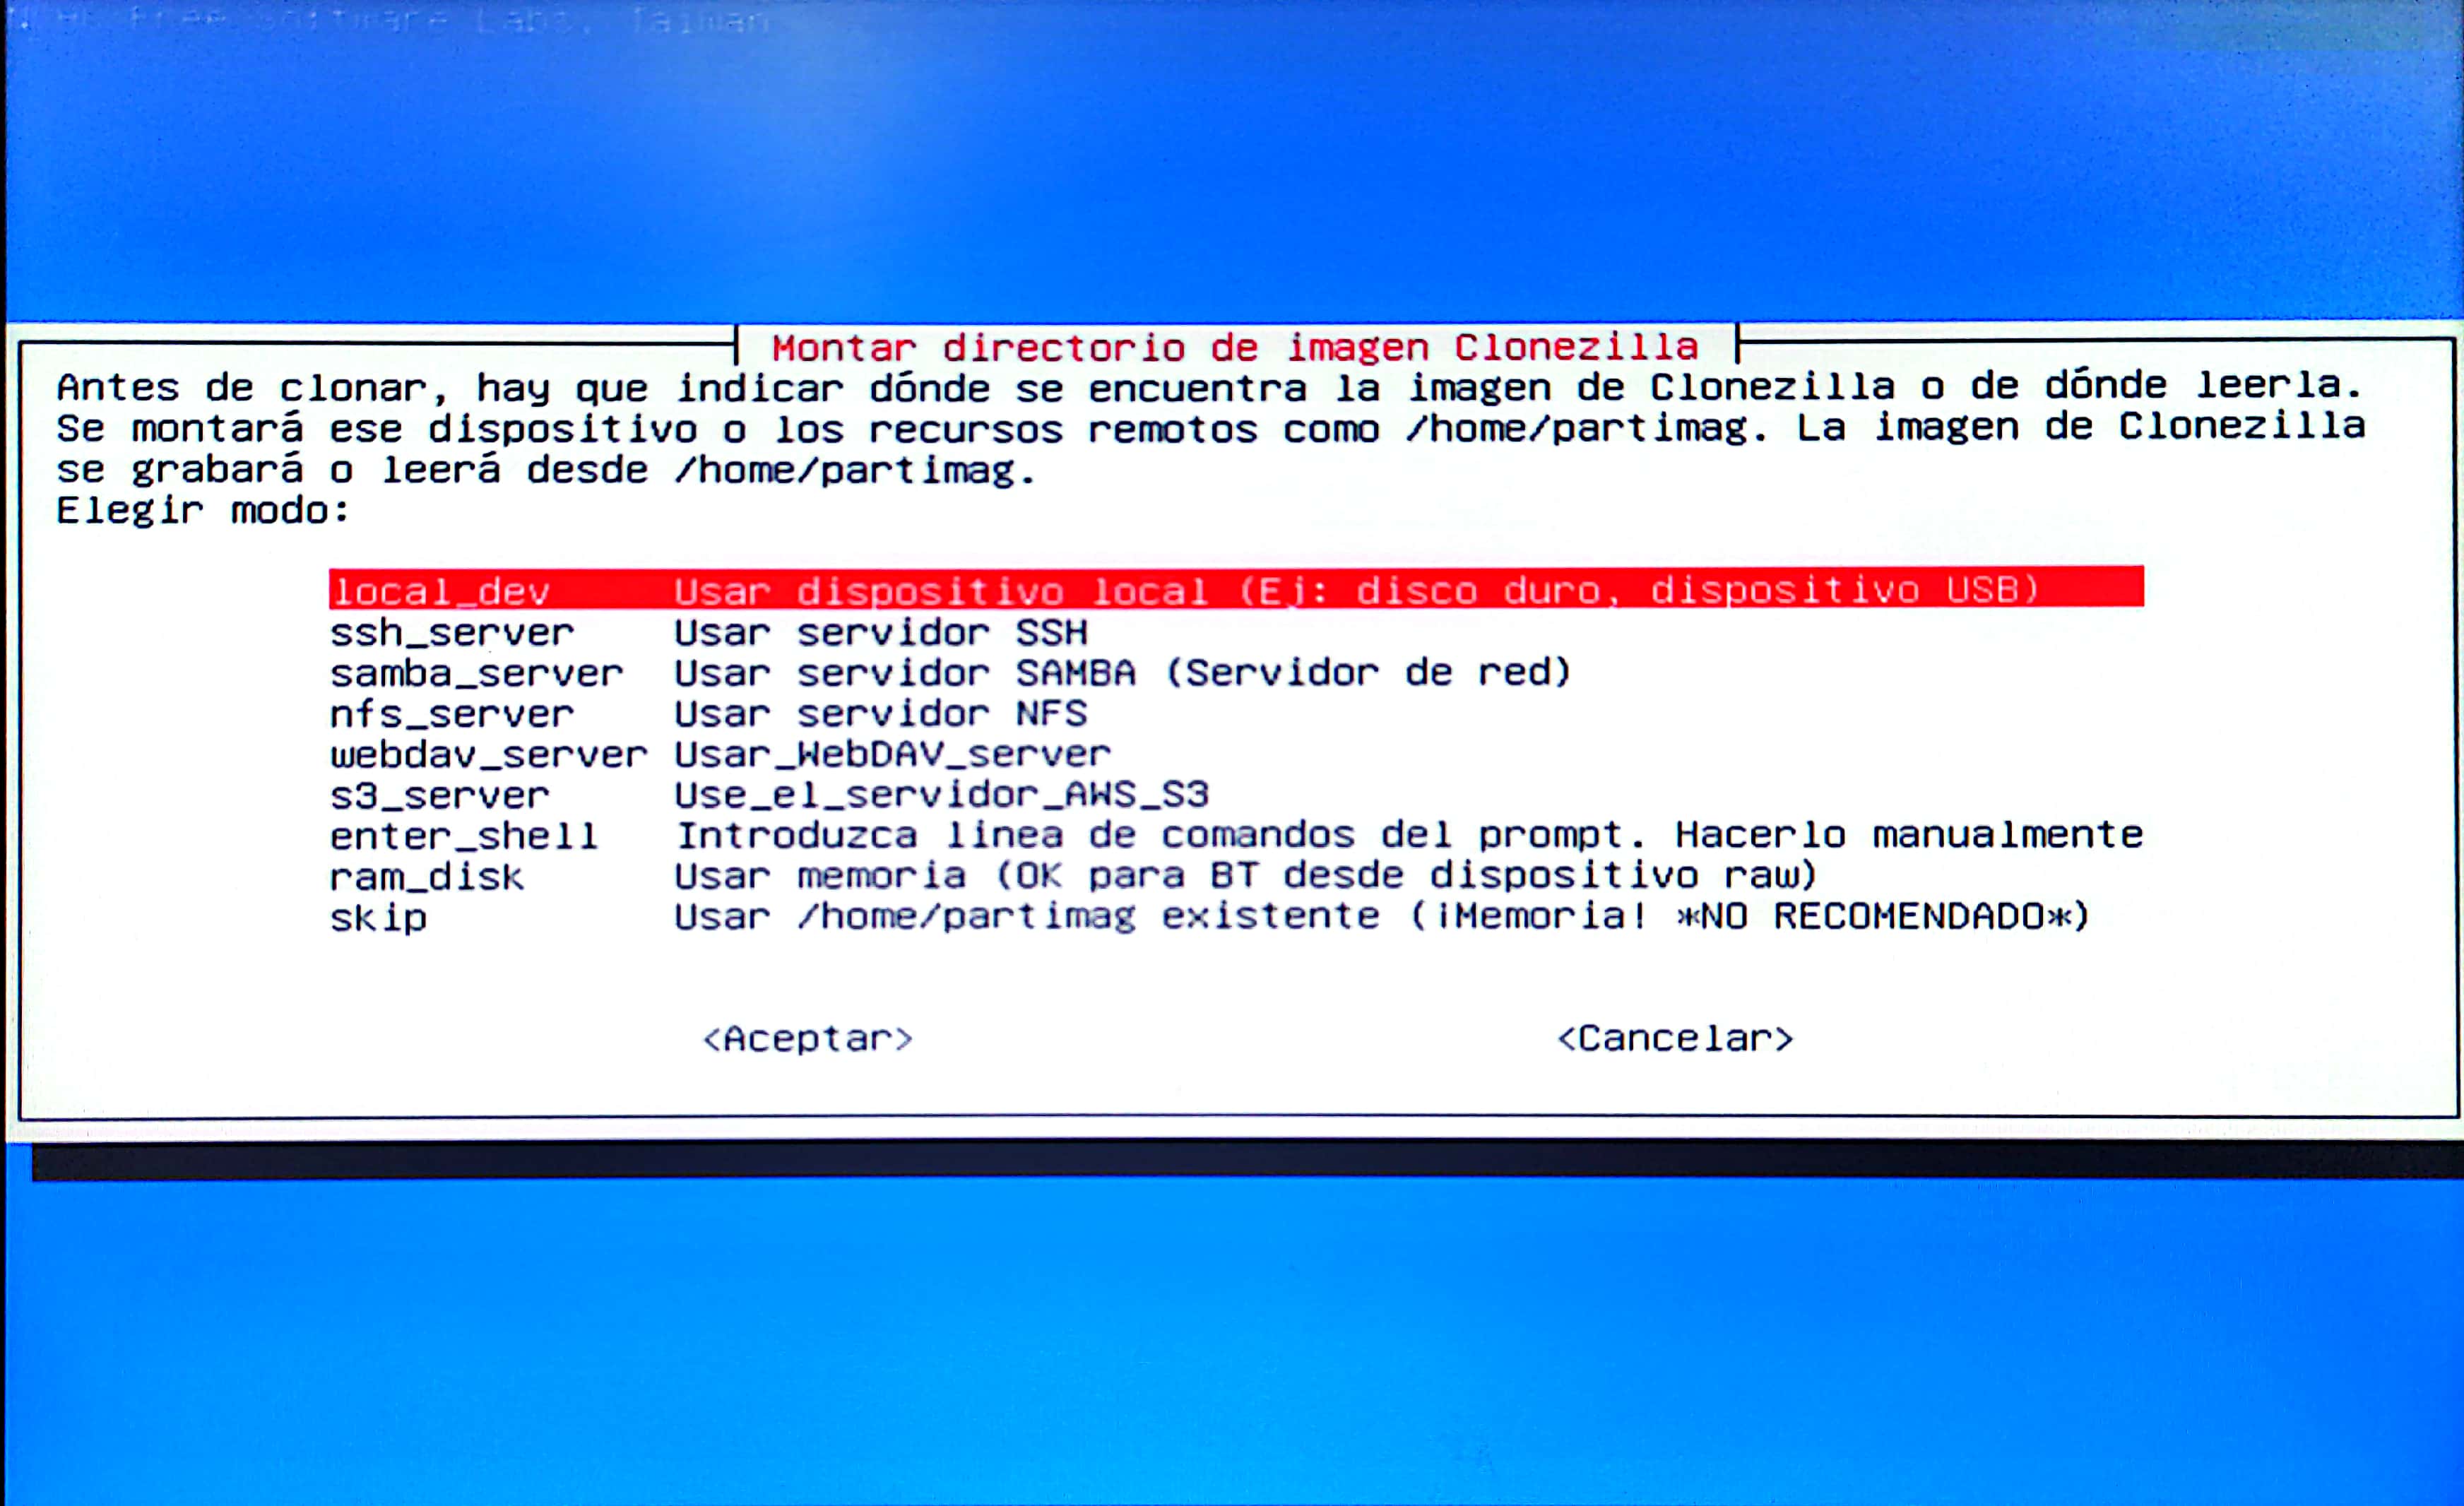 Free Software Labs, Taiwan
Montar directorio de imagen Clonezilla
Antes de clonar, hay que indicar dónde se encuentra la imagen de Clonezilla o de dónde leerla.
Se montará ese dispositivo o los recursos remotos como /home/partimag. La imagen de Clonezilla
se grabará o leerá desde /home/partimag.
Elegir modo:
local_dev Usar dispositivo local (Ej: disco duro, dispositivo USB)
ssh_server Usar servidor SSH
samba_server Usar servidor SAMBA (Servidor de red)
nfs_server Usar servidor NFS
webdav_server Usar_WebDAV_server
s3_server Use_el_servidor_AWS_S3
enter_shell Introduzca linea de comandos del prompt. Hacerlo manualmente
ram_disk Usar memoria (OK para BT desde dispositivo raw)
skip Usar /home/partimag existente (¡Memoria! *NO RECOMENDADO*)
<Aceptar> <Cancelar>